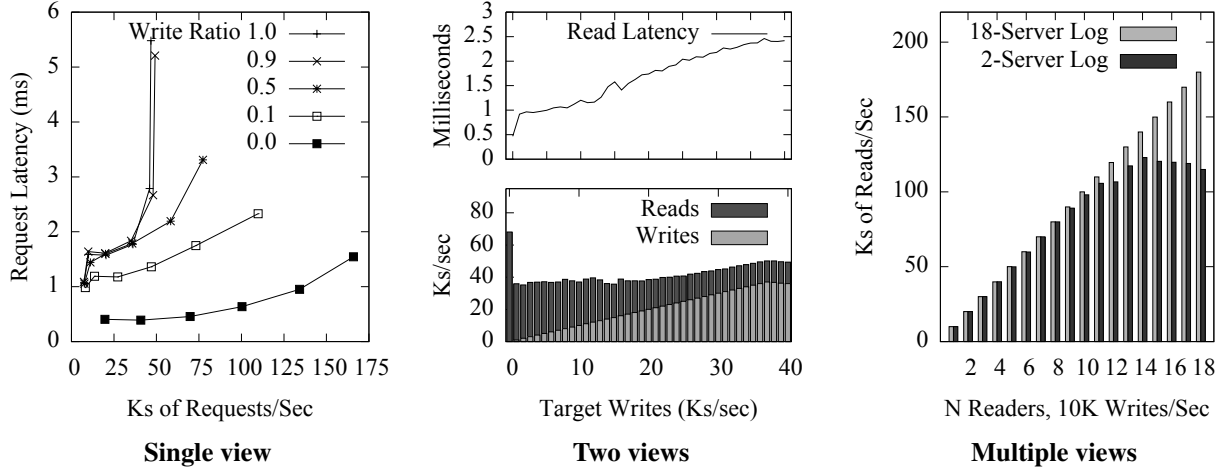 Request Latency (ms)
6
5
4
3
2
1
0
Write Ratio 1.0
0.9
0.5
0.1
0.0
0 25 50 75 100 125 150 175
Ks of Requests/Sec
Single view
Milliseconds
3
2.5
2
1.5
1
0.5
0
Read Latency
Ks/sec
80
60
40
20
0
Reads
Writes
0 10 20 30 40
Target Writes (Ks/sec)
Two views
Ks of Reads/Sec
200
150
100
50
0
18-Server Log
2-Server Log
2 4 6 8 10 12 14 16 18
N Readers, 10K Writes/Sec
Multiple views